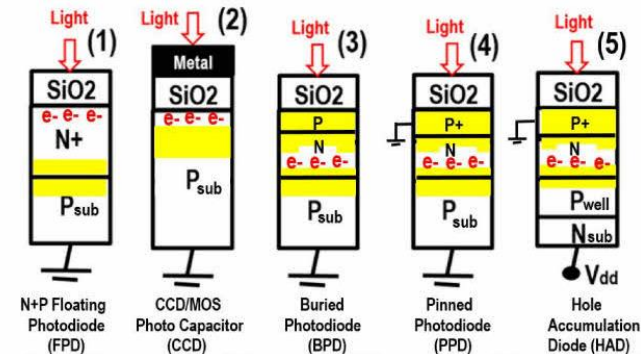 Light (1)
SiO2
e- e- e-
N+
Psub
N+P Floating
Photodiode
(FPD)
Light (2)
Metal
SiO2
e- e- e-
Psub
CCD/MOS
Photo Capacitor
(CCD)
Light (3)
SiO2
P
N
e- e- e-
Psub
Buried
Photodiode
(BPD)
Light (4)
SiO2
P+
N
e- e- e-
Psub
Pinned
Photodiode
(PPD)
Light (5)
SiO2
P+
N
e- e- e-
Pwell
Nsub
Vdd
Hole
Accumulation
Diode (HAD)